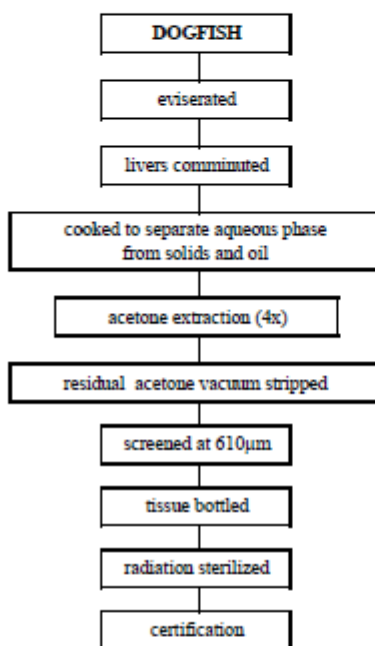 DOGFISH
eviserated
livers comminuted
cooked to separate aqueous phase
from solids and oil
acetone extraction (4x)
residual acetone vacuum stripped
screened at 610µm
tissue bottled
radiation sterilized
certification